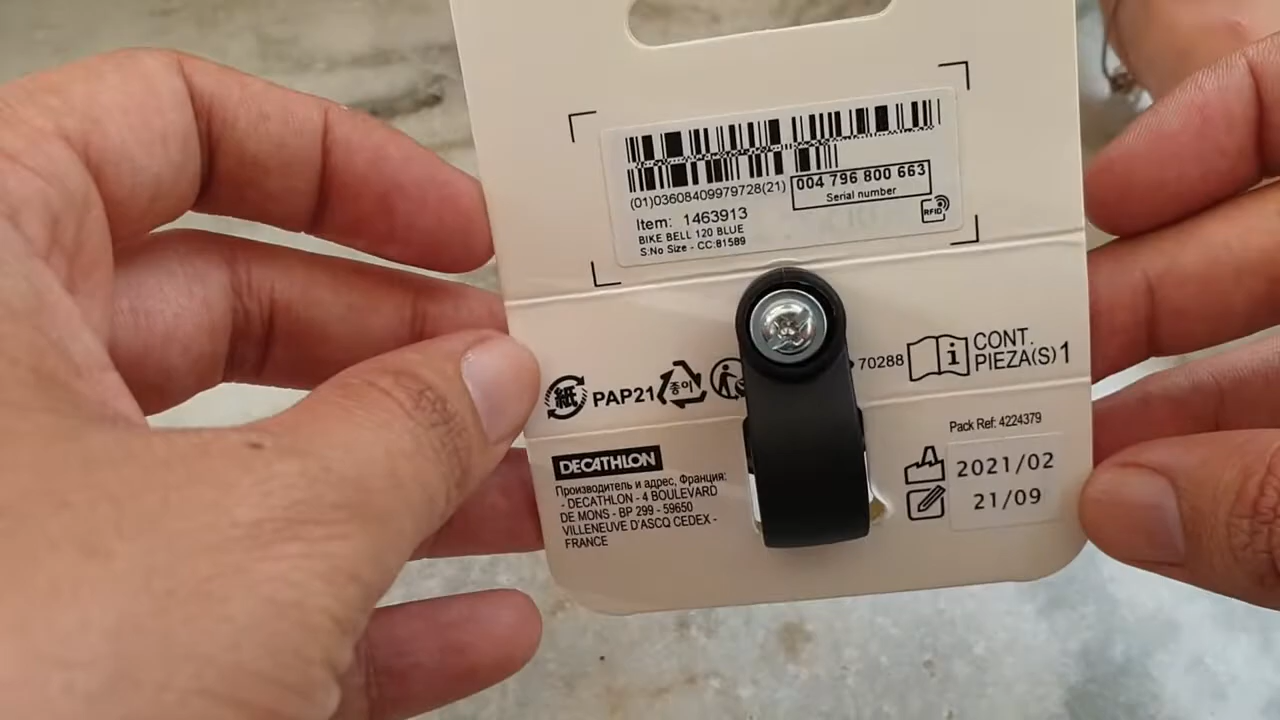 (01)03608409979728(21)
004 796 800 663
Serial number
RFID
Item: 1463913
BIKE BELL 120 BLUE
S:No Size - CC:81589
紙 PAP21 종이
70288
CONT.
PIEZA(S) 1
Pack Ref: 4224379
2021/02
21/09
DECATHLON
Производитель и адрес, Франция:
- DECATHLON - 4 BOULEVARD
DE MONS - BP 299 - 59650
VILLENEUVE D'ASCQ CEDEX -
FRANCE